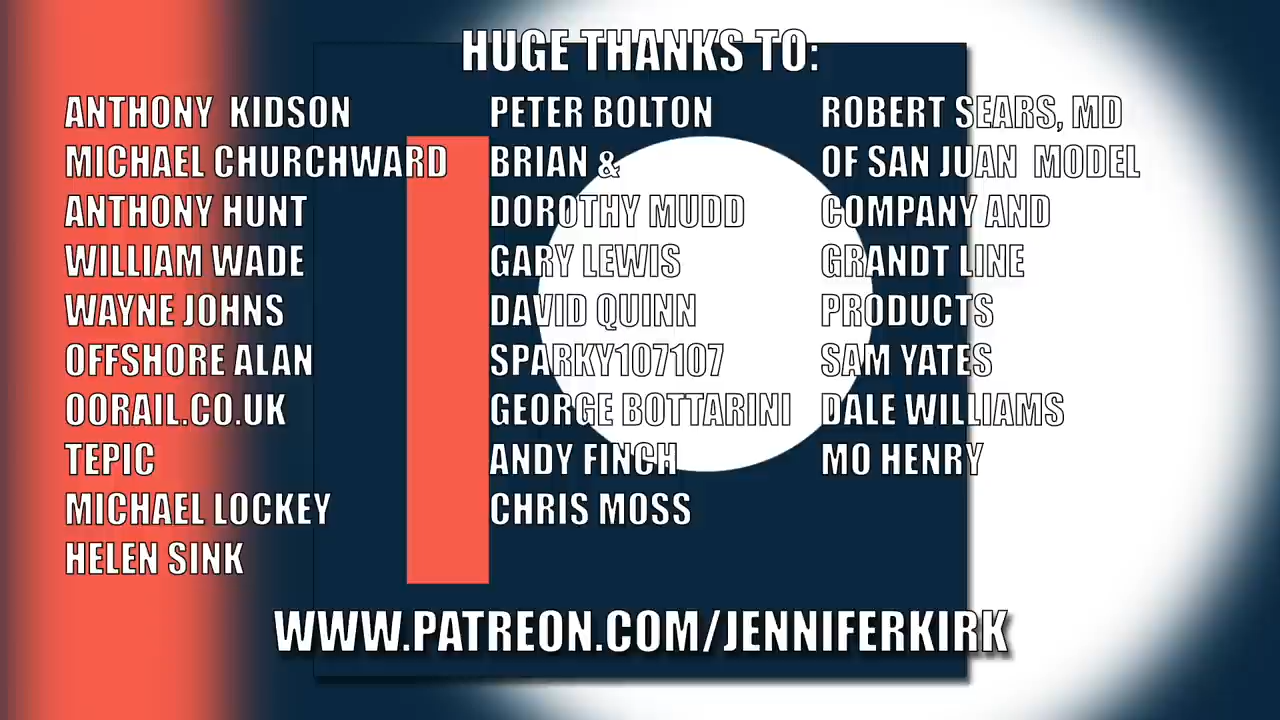 HUGE THANKS TO:
ANTHONY KIDSON
MICHAEL CHURCHWARD
ANTHONY HUNT
WILLIAM WADE
WAYNE JOHNS
OFFSHORE ALAN
OORAIL.CO.UK
TEPIC
MICHAEL LOCKEY
HELEN SINK
PETER BOLTON
BRIAN &
DOROTHY MUDD
GARY LEWIS
DAVID QUINN
SPARKY107107
GEORGE BOTTARINI
ANDY FINCH
CHRIS MOSS
ROBERT SEARS, MD
OF SAN JUAN MODEL
COMPANY AND
GRANDT LINE
PRODUCTS
SAM YATES
DALE WILLIAMS
MO HENRY
WWW.PATREON.COM/JENNIFERKIRK